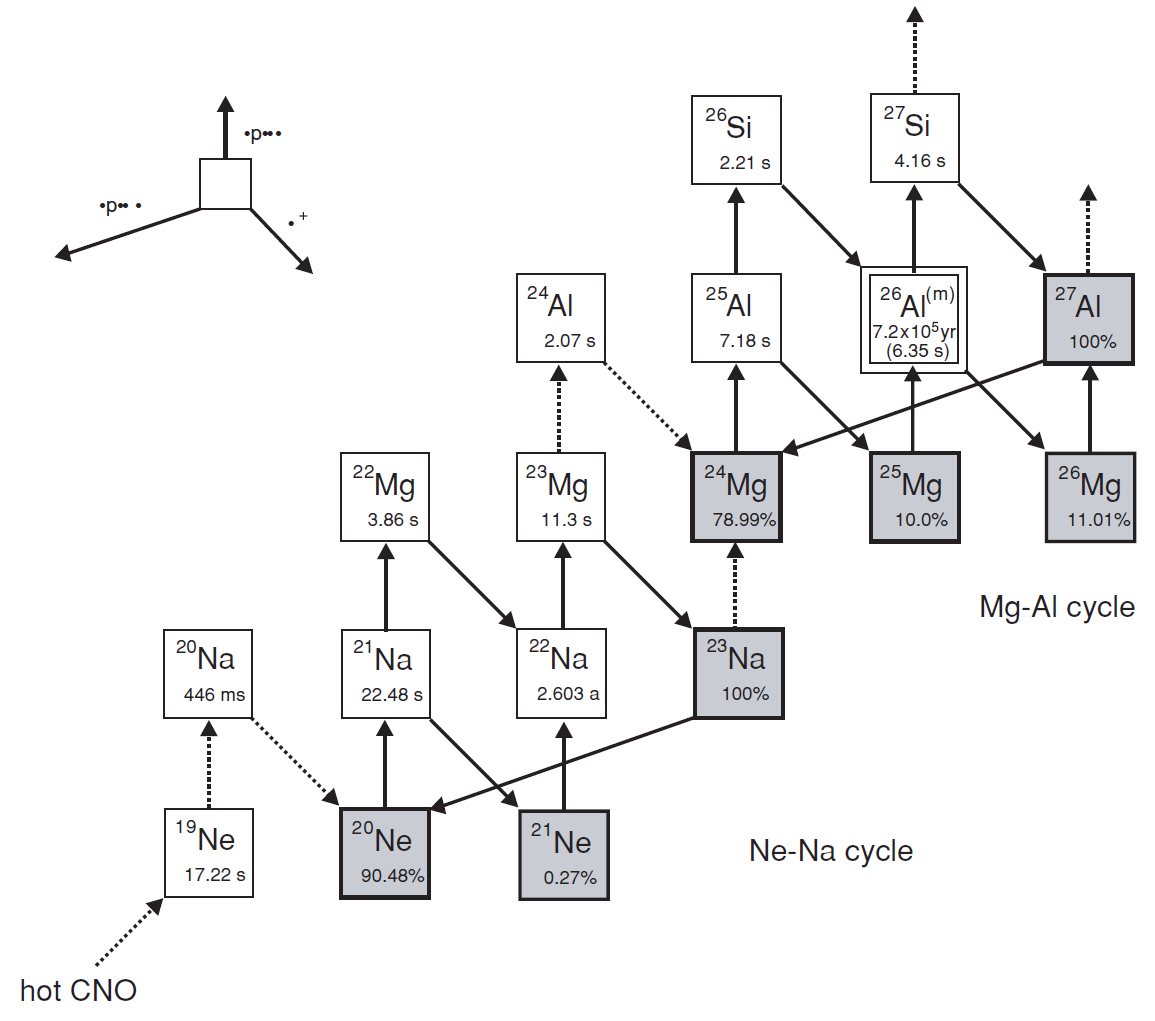 26Si
2.21 s
27Si
4.16 s
•p•••
•p•• •
•+
24Al
2.07 s
25Al
7.18 s
26Al(m)
7.2x10⁵yr
(6.35 s)
27Al
100%
22Mg
3.86 s
23Mg
11.3 s
24Mg
78.99%
25Mg
10.0%
26Mg
11.01%
Mg-Al cycle
20Na
446 ms
21Na
22.48 s
22Na
2.603 a
23Na
100%
19Ne
17.22 s
20Ne
90.48%
21Ne
0.27%
Ne-Na cycle
hot CNO